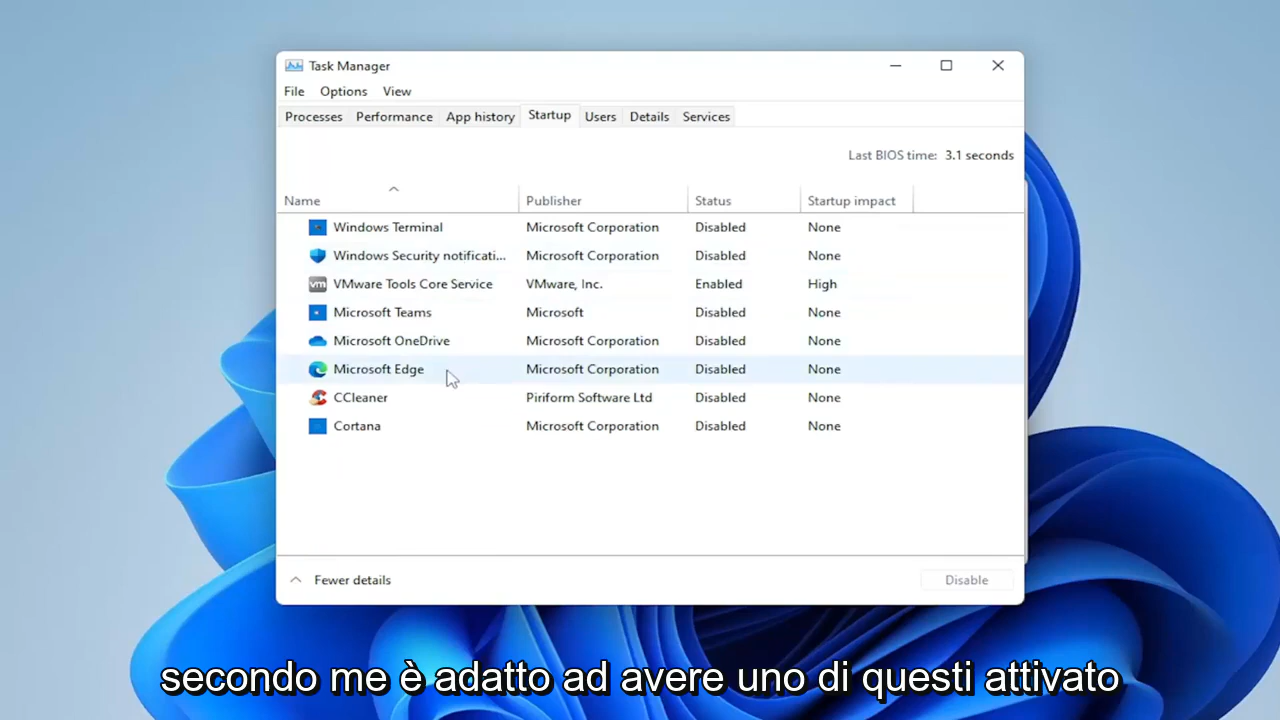 Task Manager
File Options View
Processes Performance App history Startup Users Details Services
Last BIOS time: 3.1 seconds
Name Publisher Status Startup impact
Windows Terminal Microsoft Corporation Disabled None
Windows Security notificati... Microsoft Corporation Disabled None
vm VMware Tools Core Service VMware, Inc. Enabled High
Microsoft Teams Microsoft Disabled None
Microsoft OneDrive Microsoft Corporation Disabled None
Microsoft Edge Microsoft Corporation Disabled None
CCleaner Piriform Software Ltd Disabled None
Cortana Microsoft Corporation Disabled None
Fewer details Disable
secondo me è adatto ad avere uno di questi attivato